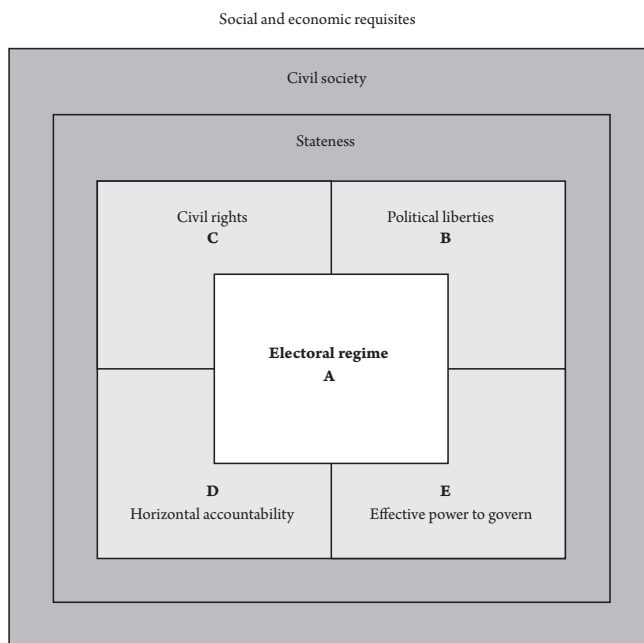 Social and economic requisites
Civil society
Stateness
Civil rights
C
Political liberties
B
Electoral regime
A
D
Horizontal accountability
E
Effective power to govern